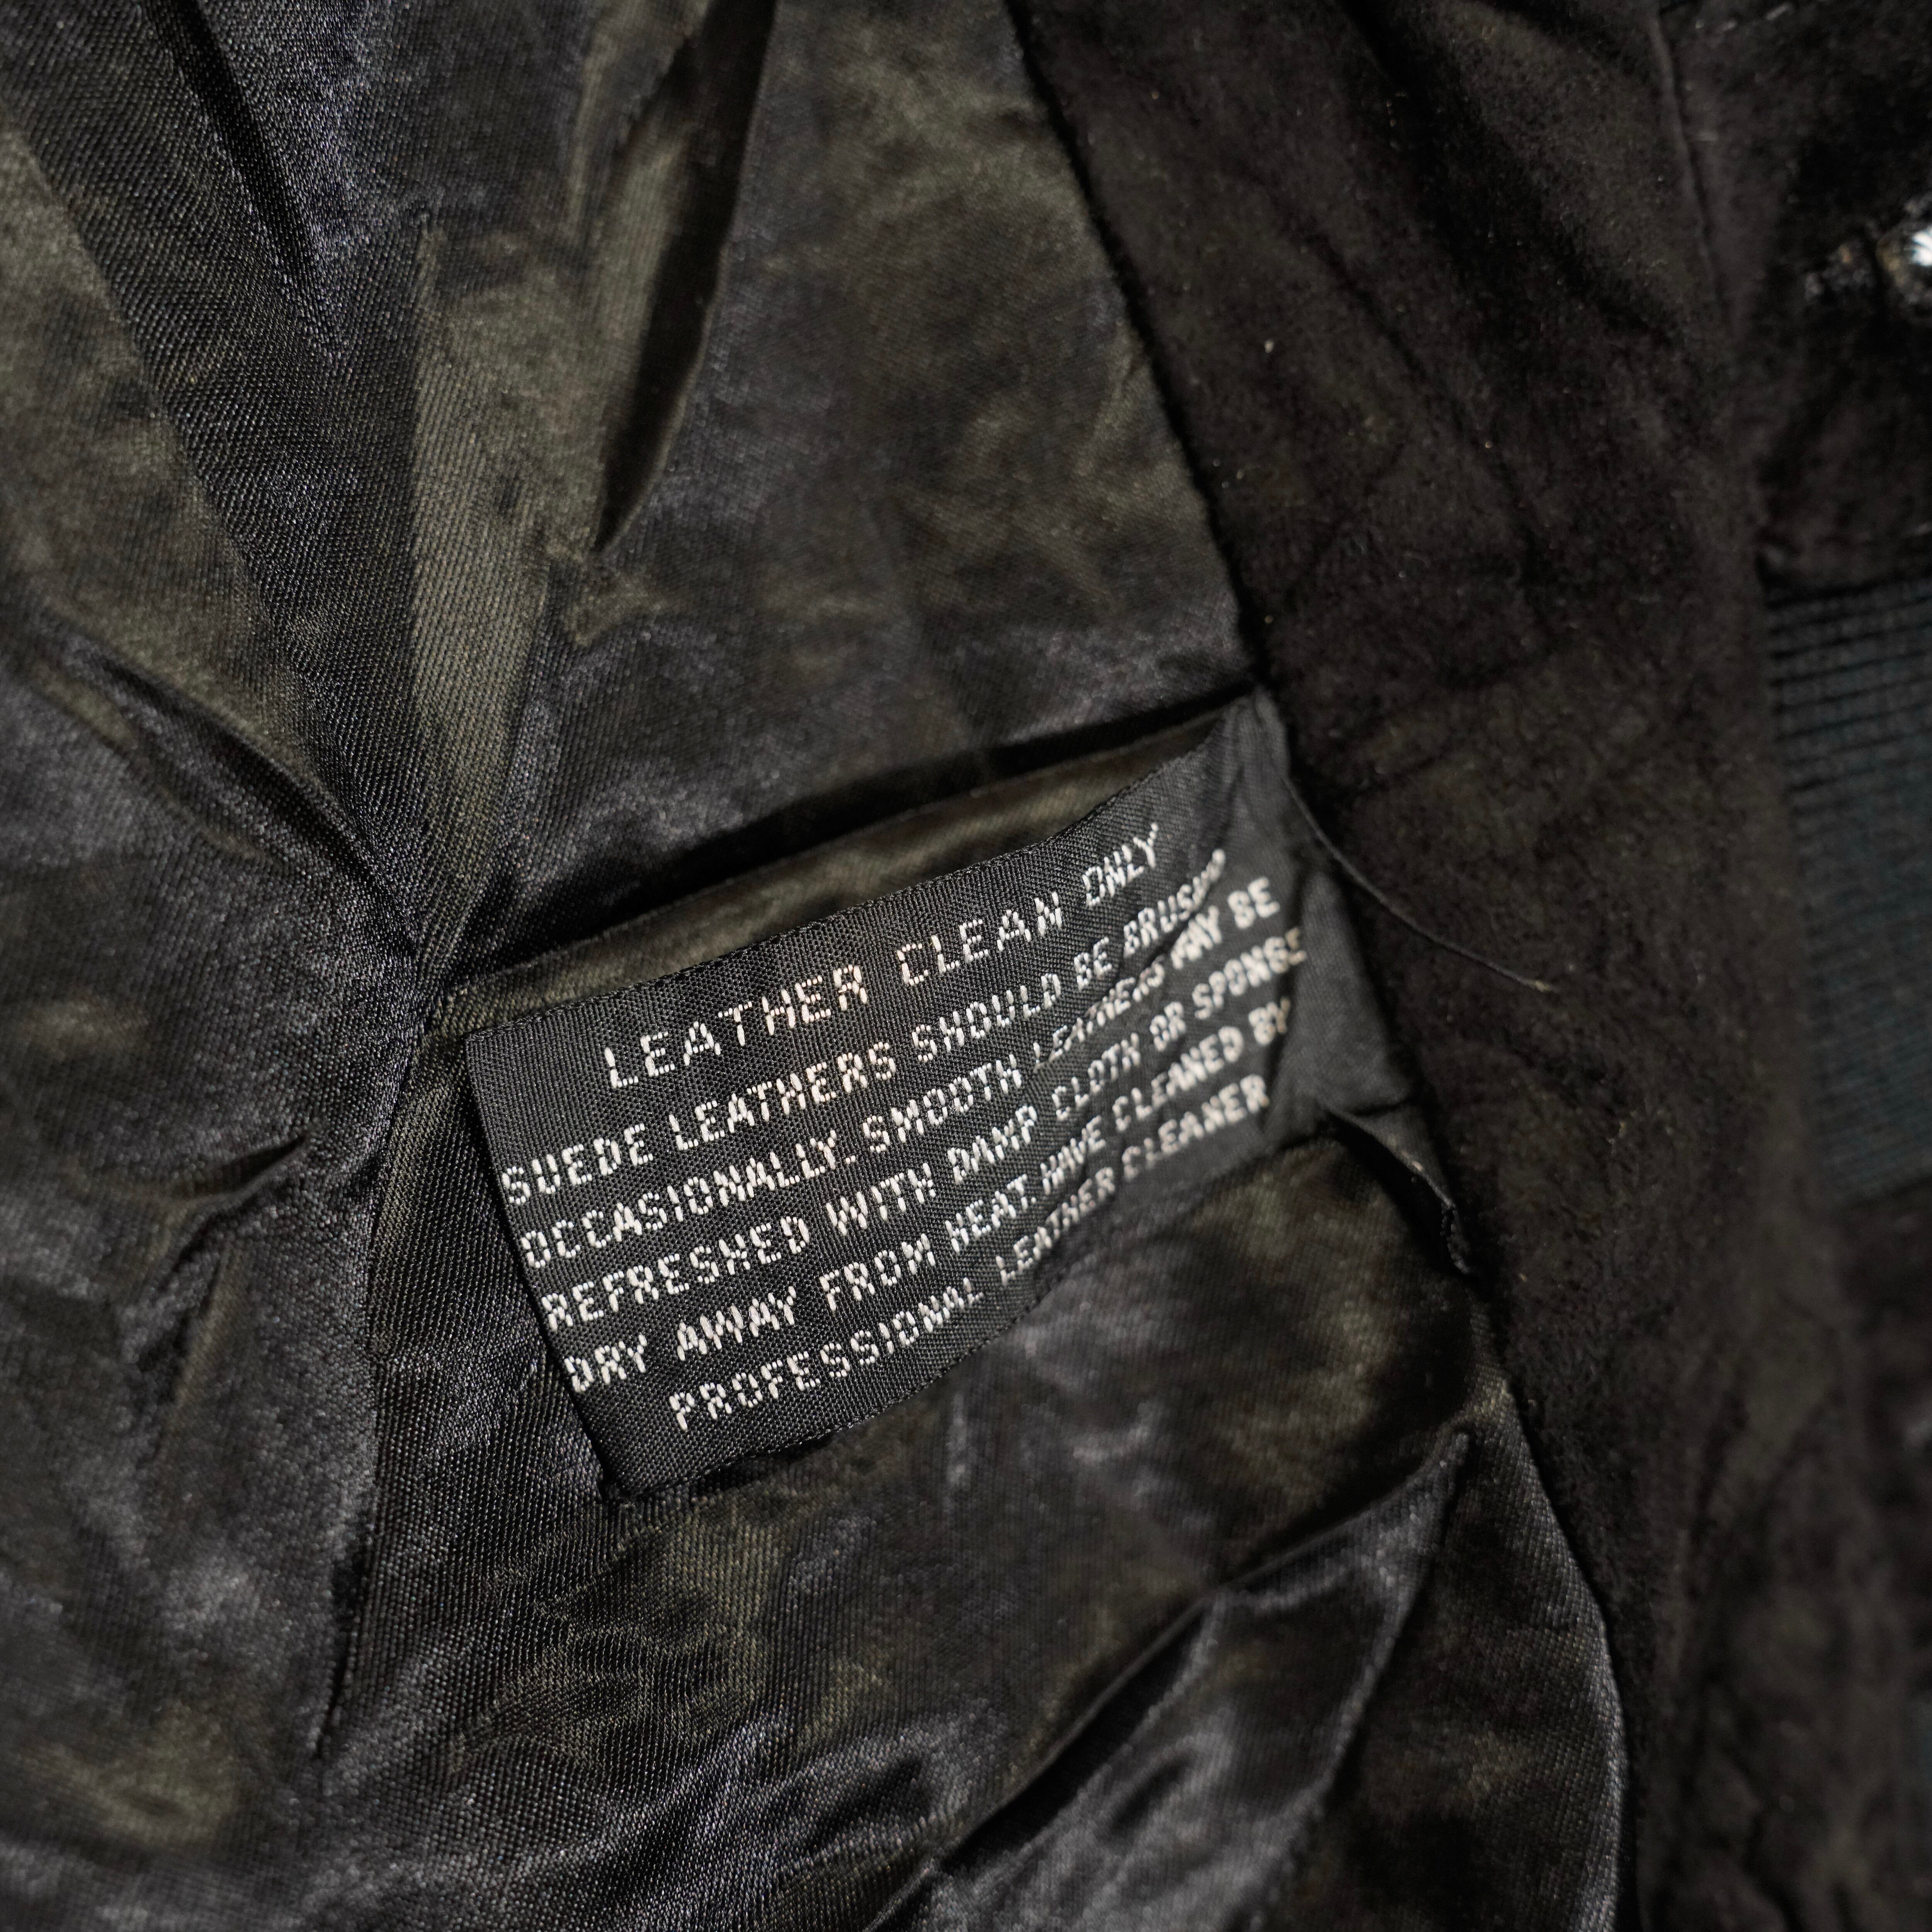 LEATHER CLEAN ONLY
SUEDE LEATHERS SHOULD BE BRUSHED
OCCASIONALLY. SMOOTH LEATHERS MAY BE
REFRESHED WITH DAMP CLOTH OR SPONGE
DRY AWAY FROM HEAT. HAVE CLEANED BY
PROFESSIONAL LEATHER CLEANER